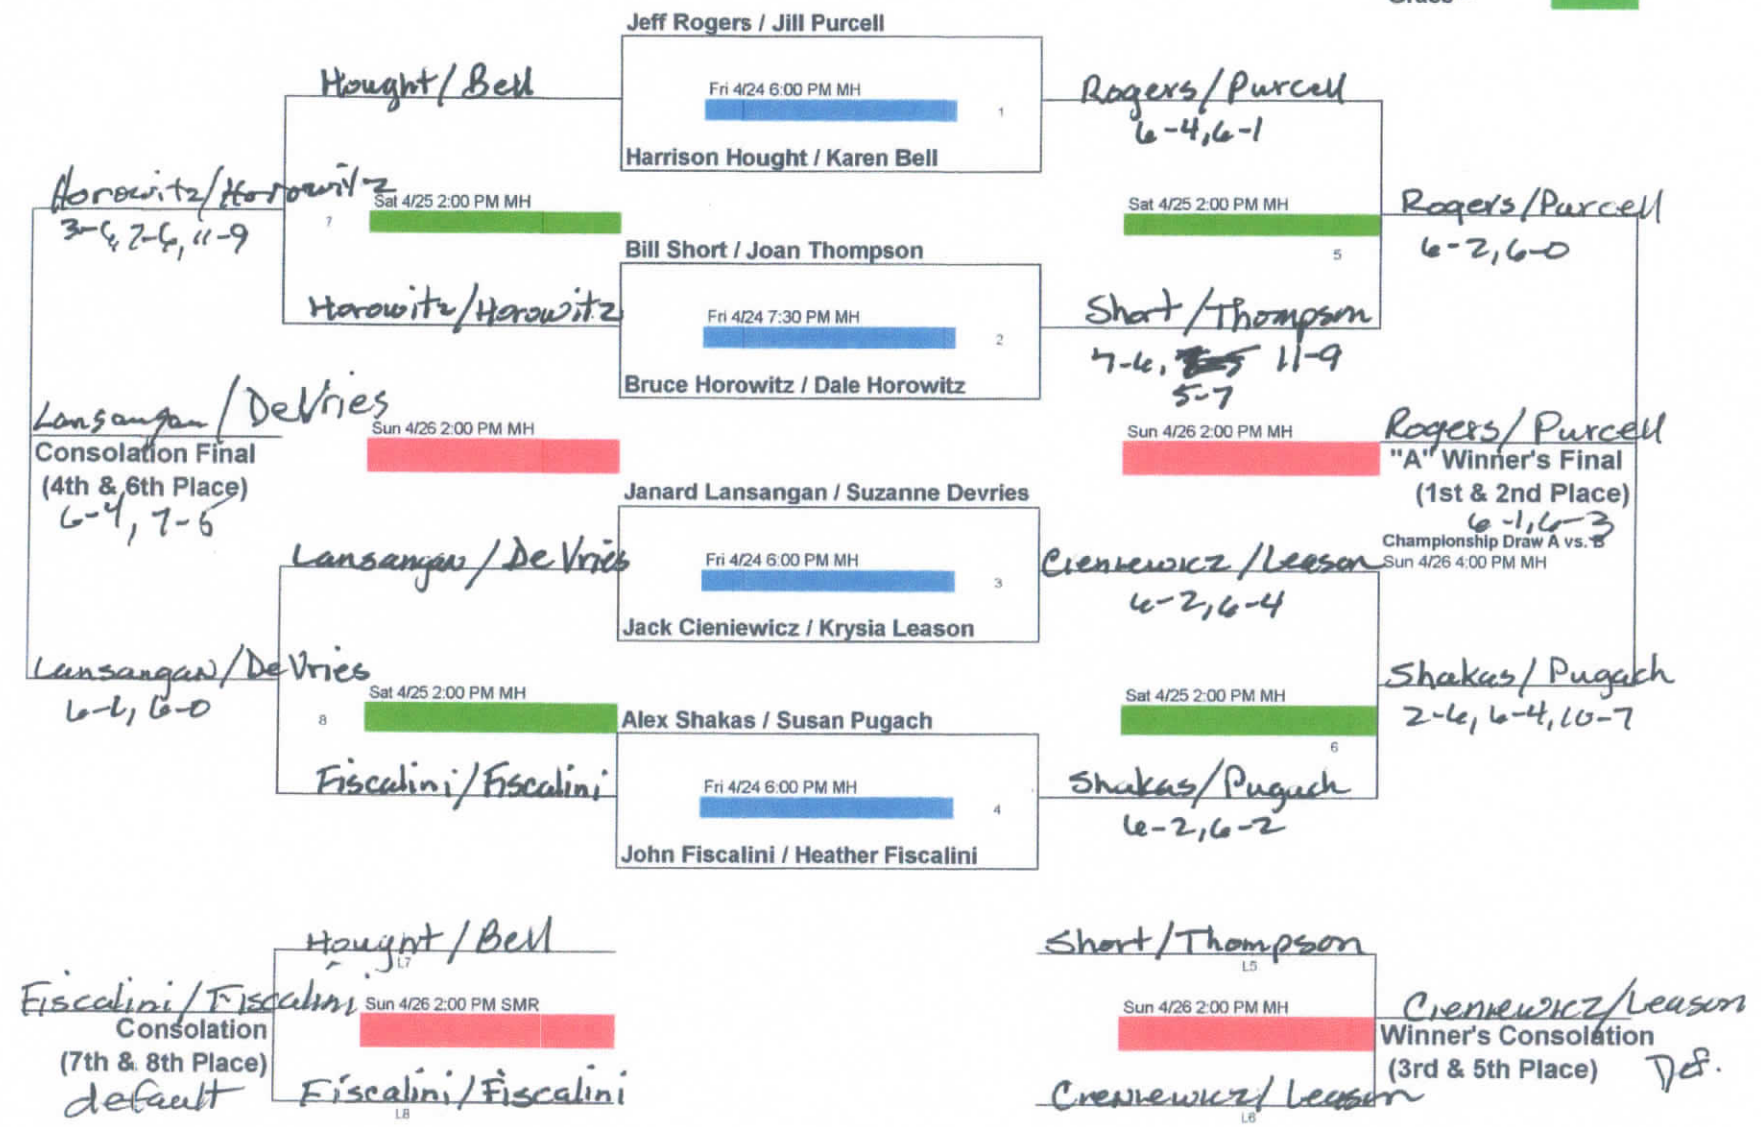 Jeff Rogers / Jill Purcell
Hought/Bell
Fri 4/24 6:00 PM MH
1
Rogers/Purcell
6-4, 6-1
Harrison Hought / Karen Bell
Horowitz/Horowitz
3-6, 7-6, 11-9
7
Sat 4/25 2:00 PM MH
Sat 4/25 2:00 PM MH
5
Rogers/Purcell
6-2, 6-0
Bill Short / Joan Thompson
Horowitz/Horowitz
Fri 4/24 7:30 PM MH
2
Short/Thompson
7-6, 11-9
5-7
Bruce Horowitz / Dale Horowitz
Lansangan/DeVries
Consolation Final
(4th & 6th Place)
6-4, 7-5
Sun 4/26 2:00 PM MH
Sun 4/26 2:00 PM MH
Rogers/Purcell
"A" Winner's Final
(1st & 2nd Place)
6-1, 6-3
Championship Draw A vs. B
Sun 4/26 4:00 PM MH
Janard Lansangan / Suzanne Devries
Lansangan/DeVries
Fri 4/24 6:00 PM MH
3
Cieniewicz/Leason
6-2, 6-4
Jack Cieniewicz / Krysia Leason
Lansangan/DeVries
6-0
8
Sat 4/25 2:00 PM MH
Sat 4/25 2:00 PM MH
6
Shakas/Pugach
2-6, 6-4, 10-7
Alex Shakas / Susan Pugach
Fiscalini/Fiscalini
Fri 4/24 6:00 PM MH
4
Shakas/Pugach
6-2, 6-2
John Fiscalini / Heather Fiscalini
Hought/Bell
L7
Short/Thompson
L5
Fiscalini/Fiscalini
Consolation
(7th & 8th Place)
default
Sun 4/26 2:00 PM SMR
Sun 4/26 2:00 PM MH
Cieniewicz/Leason
Winner's Consolation
(3rd & 5th Place) Def.
Fiscalini/Fiscalini
L8
Cieniewicz/Leason
L6